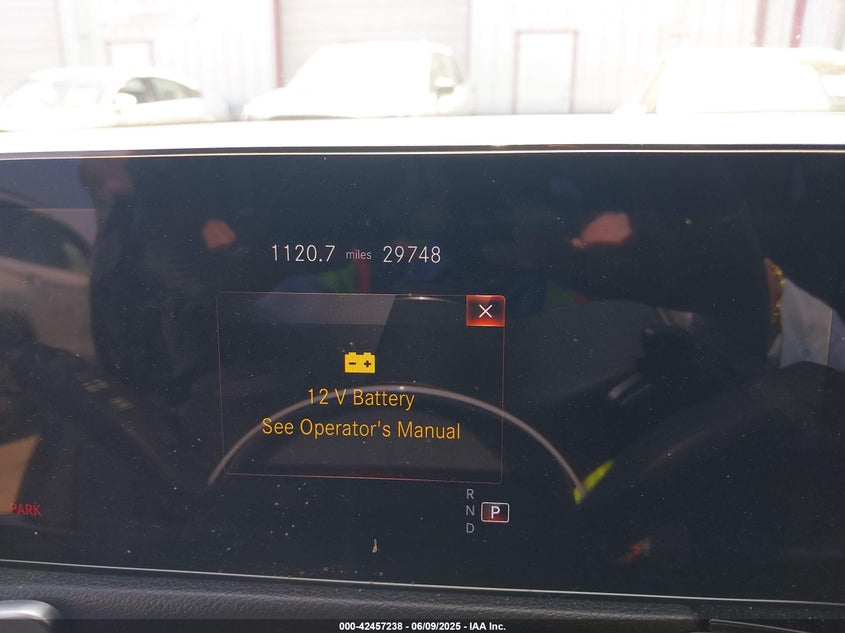 1120.7 miles 29748
12 V Battery
See Operator's Manual
R
N P
D
PARK
000-42457238 - 06/09/2025 - IAA Inc.